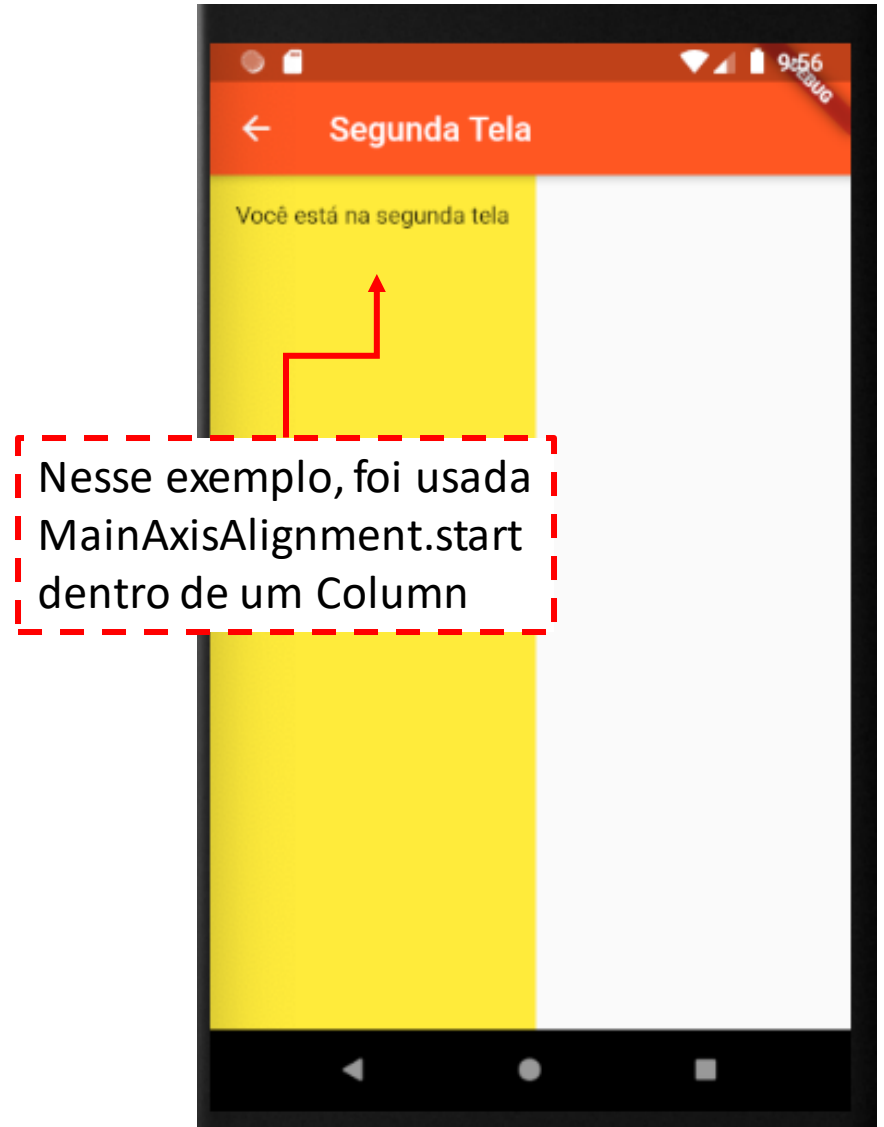 9:56
DEBUG
Segunda Tela
Você está na segunda tela
Nesse exemplo, foi usada
MainAxisAlignment.start
dentro de um Column